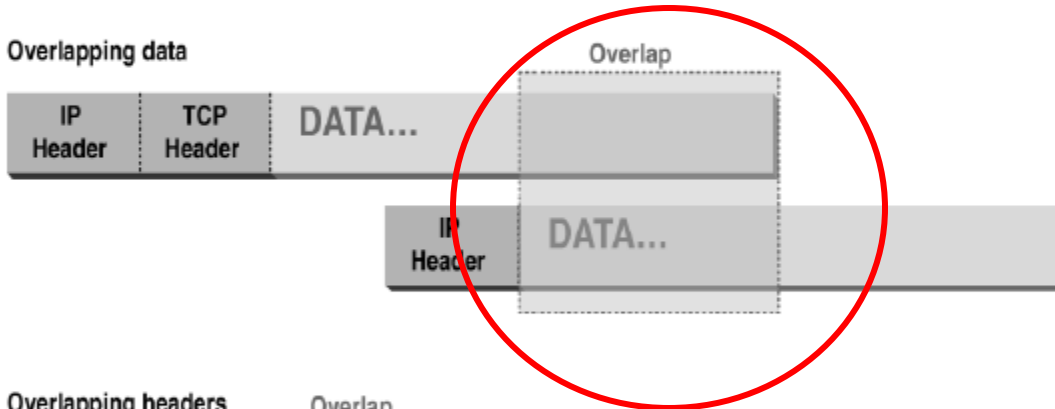 Overlapping data
Overlap
IP
Header
TCP
Header
DATA...
IP
Header
DATA...
Overlapping headers
Overlap